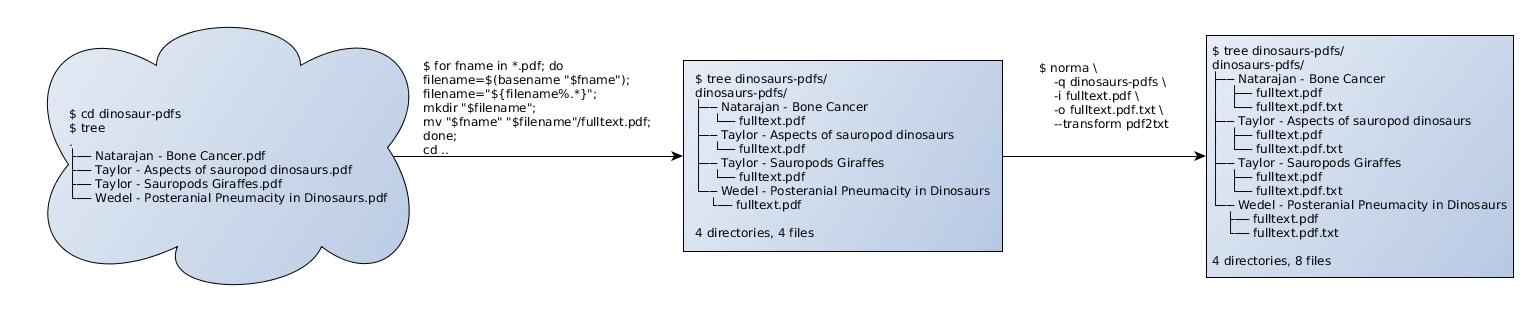 $ cd dinosaur-pdfs
$ tree
.
├── Natarajan - Bone Cancer.pdf
├── Taylor - Aspects of sauropod dinosaurs.pdf
├── Taylor - Sauropods Giraffes.pdf
└── Wedel - Posteranial Pneumacity in Dinosaurs.pdf
$ for fname in *.pdf; do
filename=$(basename "$fname");
filename="${filename%.*}";
mkdir "$filename";
mv "$fname" "$filename"/fulltext.pdf;
done;
cd ..
$ tree dinosaurs-pdfs/
dinosaurs-pdfs/
├── Natarajan - Bone Cancer
│   └── fulltext.pdf
├── Taylor - Aspects of sauropod dinosaurs
│   └── fulltext.pdf
├── Taylor - Sauropods Giraffes
│   └── fulltext.pdf
└── Wedel - Posteranial Pneumacity in Dinosaurs
    └── fulltext.pdf
4 directories, 4 files
$ norma \
    -q dinosaurs-pdfs \
    -i fulltext.pdf \
    -o fulltext.pdf.txt \
    --transform pdf2txt
$ tree dinosaurs-pdfs/
dinosaurs-pdfs/
├── Natarajan - Bone Cancer
│   ├── fulltext.pdf
│   └── fulltext.pdf.txt
├── Taylor - Aspects of sauropod dinosaurs
│   ├── fulltext.pdf
│   └── fulltext.pdf.txt
├── Taylor - Sauropods Giraffes
│   ├── fulltext.pdf
│   └── fulltext.pdf.txt
└── Wedel - Posteranial Pneumacity in Dinosaurs
    ├── fulltext.pdf
    └── fulltext.pdf.txt
4 directories, 8 files